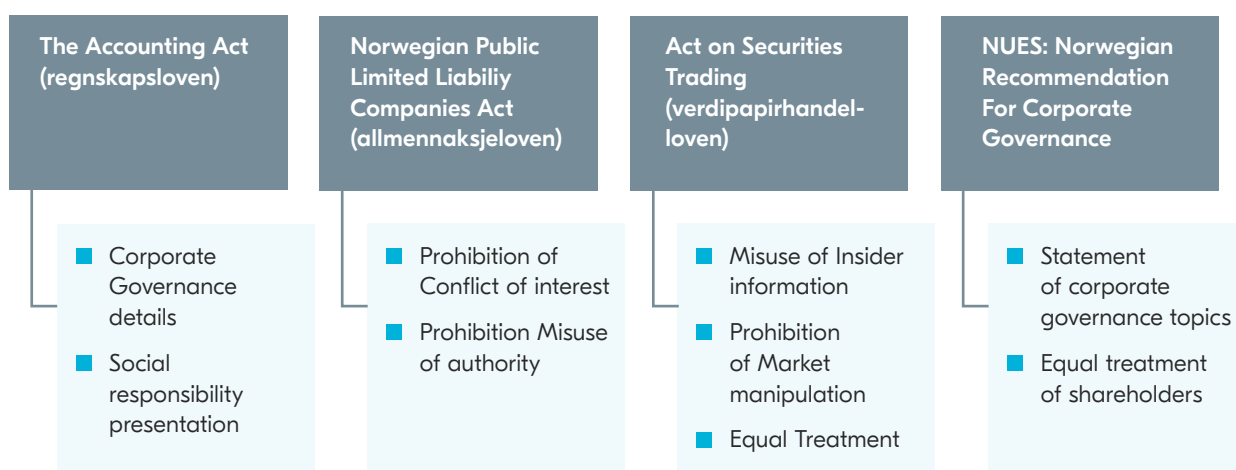 The Accounting Act
(regnskapsloven)
Corporate
Governance
details
Social
responsibility
presentation
Norwegian Public
Limited Liabiliy
Companies Act
(allmennaksjeloven)
Prohibition of
Conflict of interest
Prohibition Misuse
of authority
Act on Securities
Trading
(verdipapirhandel-
loven)
Misuse of Insider
information
Prohibition
of Market
manipulation
Equal Treatment
NUES: Norwegian
Recommendation
For Corporate
Governance
Statement
of corporate
governance topics
Equal treatment
of shareholders